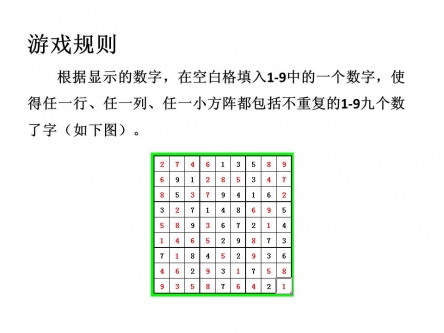 游戏规则
根据显示的数字，在空白格填入1-9中的一个数字，使
得任一行、任一列、任一小方阵都包括不重复的1-9九个数
了字（如下图）。
2 7 4 6 1 3 5 8 9
6 9 1 2 8 5 3 4 7
8 5 3 7 9 4 1 6 2
3 2 7 1 4 8 6 9 5
5 8 9 3 6 7 2 1 4
1 4 6 5 2 9 8 7 3
7 1 8 4 5 2 9 3 6
4 6 2 9 3 1 7 5 8
9 3 5 8 7 6 4 2 1